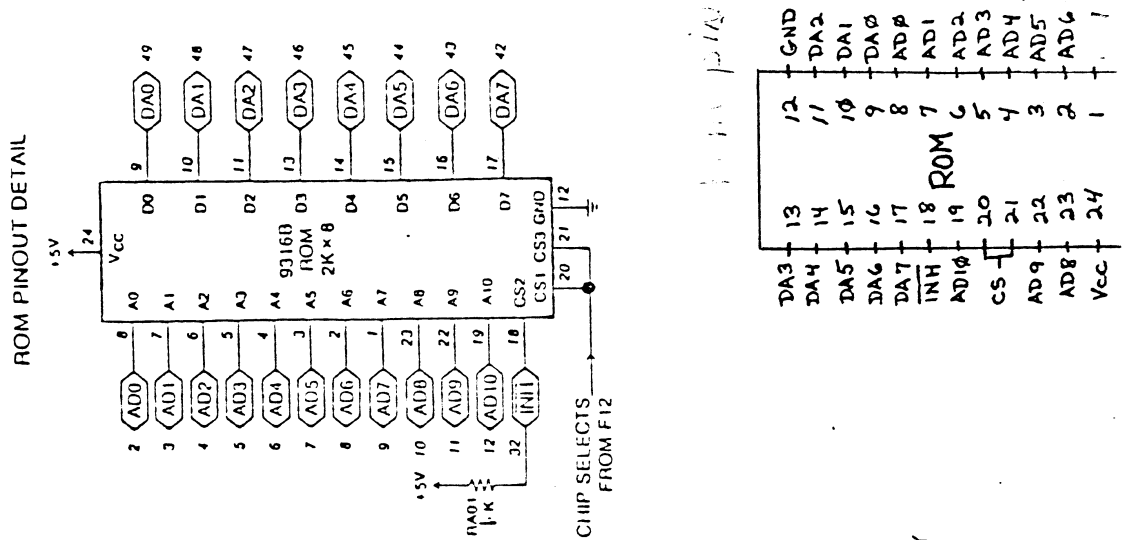 ROM PINOUT DETAIL
+5V
24
VCC
2 AD0 8 A0 D0 9 DA0 49
3 AD1 7 A1 D1 10 DA1 48
4 AD2 6 A2 D2 11 DA2 47
5 AD3 5 A3 D3 13 DA3 46
6 AD4 4 A4 D4 14 DA4 45
7 AD5 3 A5 D5 15 DA5 44
8 AD6 2 A6 D6 16 DA6 43
9 AD7 1 A7 D7 17 DA7 42
10 AD8 23 A8
11 AD9 22 A9
12 AD10 19 A10
32 INH 18 CS2
9316B
ROM
2K × 8
CS1 CS3 GND
20 21 12
+5V
RA01
1K
CHIP SELECTS
FROM F12
DA3 13 12 GND
DA4 14 11 DA2
DA5 15 1Ø DA1
DA6 16 9 DAØ
DA7 17 8 ADØ
INH 18 7 AD1
AD1Ø 19 6 AD2
CS 20 5 AD3
21 4 AD4
AD9 22 3 AD5
AD8 23 2 AD6
Vcc 24 1
ROM